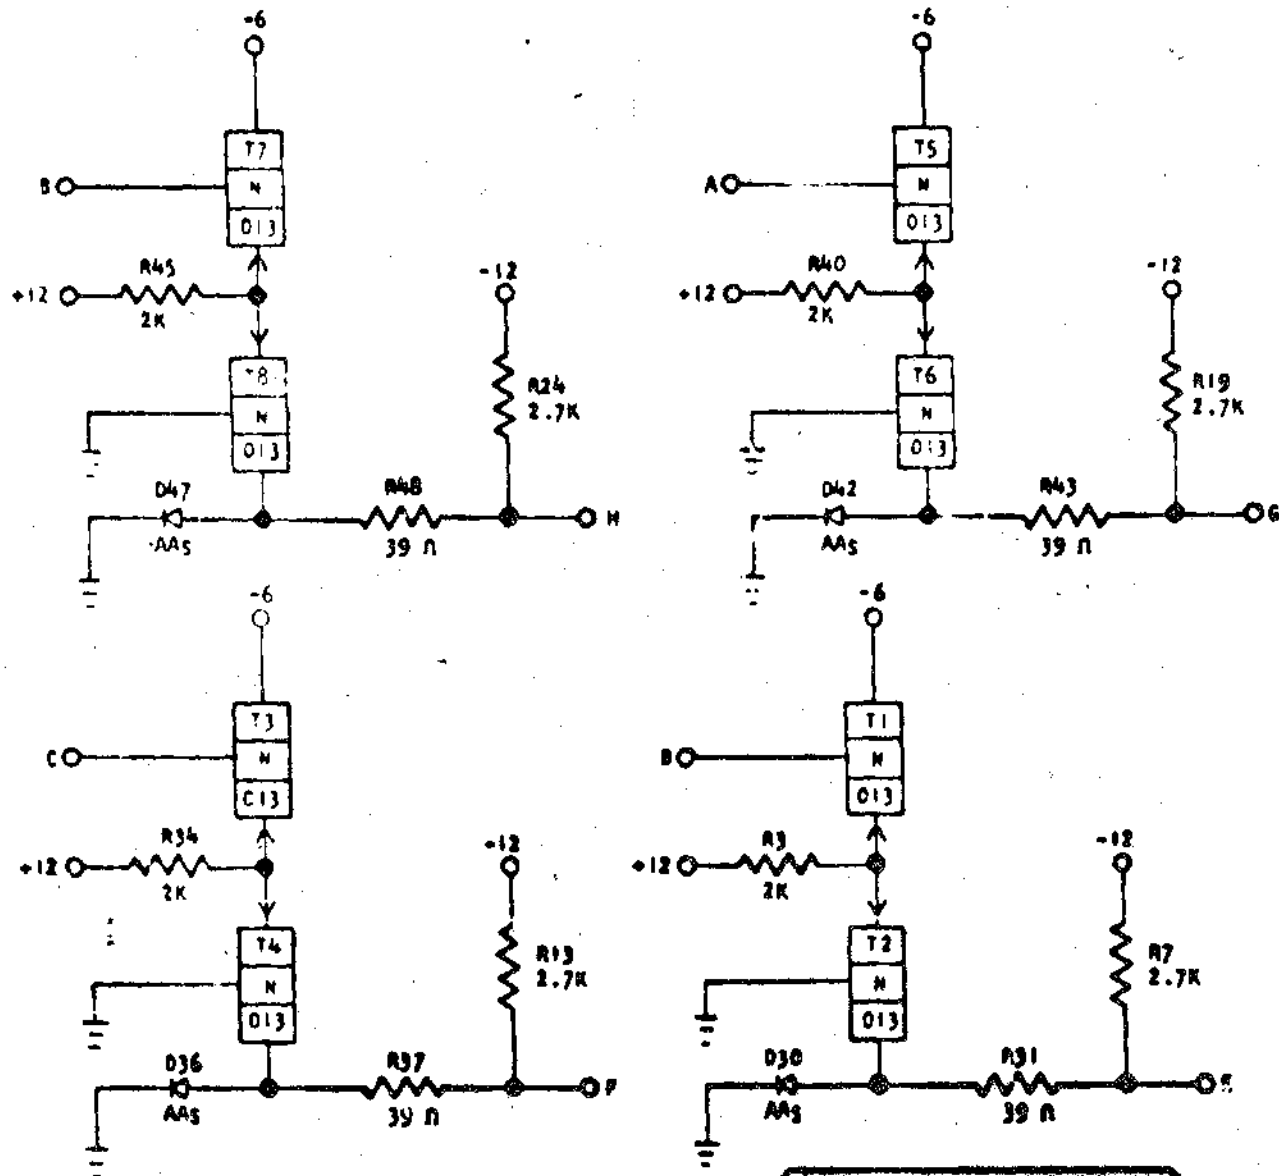 -6
T7
N
013
B
R45
+12
2K
T8
N
013
-12
R24
2.7K
D47
AAs
R48
39 Ω
H
-6
T5
N
013
A
R40
+12
2K
T6
N
013
-12
R19
2.7K
D42
AAs
R43
39 Ω
G
-6
T3
N
C13
C
R34
+12
2K
T4
N
013
-12
R13
2.7K
D36
AAs
R37
39 Ω
F
-6
T1
N
013
R3
+12
2K
T2
N
013
-12
R7
2.7K
D30
AAs
R31
39 Ω